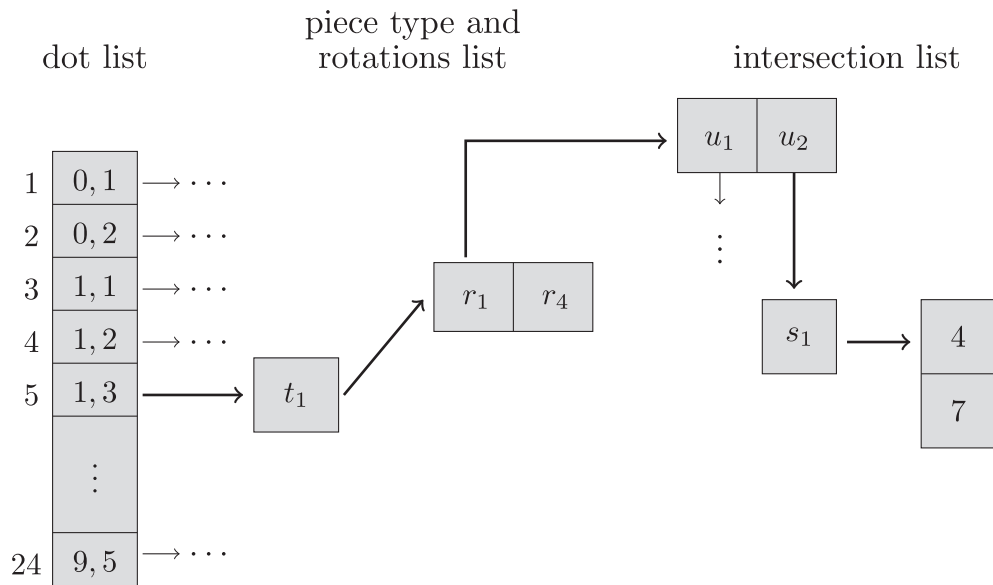 piece type and
dot list rotations list intersection list
u₁ u₂
1 0, 1 → ⋯
2 0, 2 → ⋯
⋮
3 1, 1 → ⋯ r₁ r₄
4 1, 2 → ⋯ s₁ 4
5 1, 3 t₁ 7
⋮
24 9, 5 → ⋯